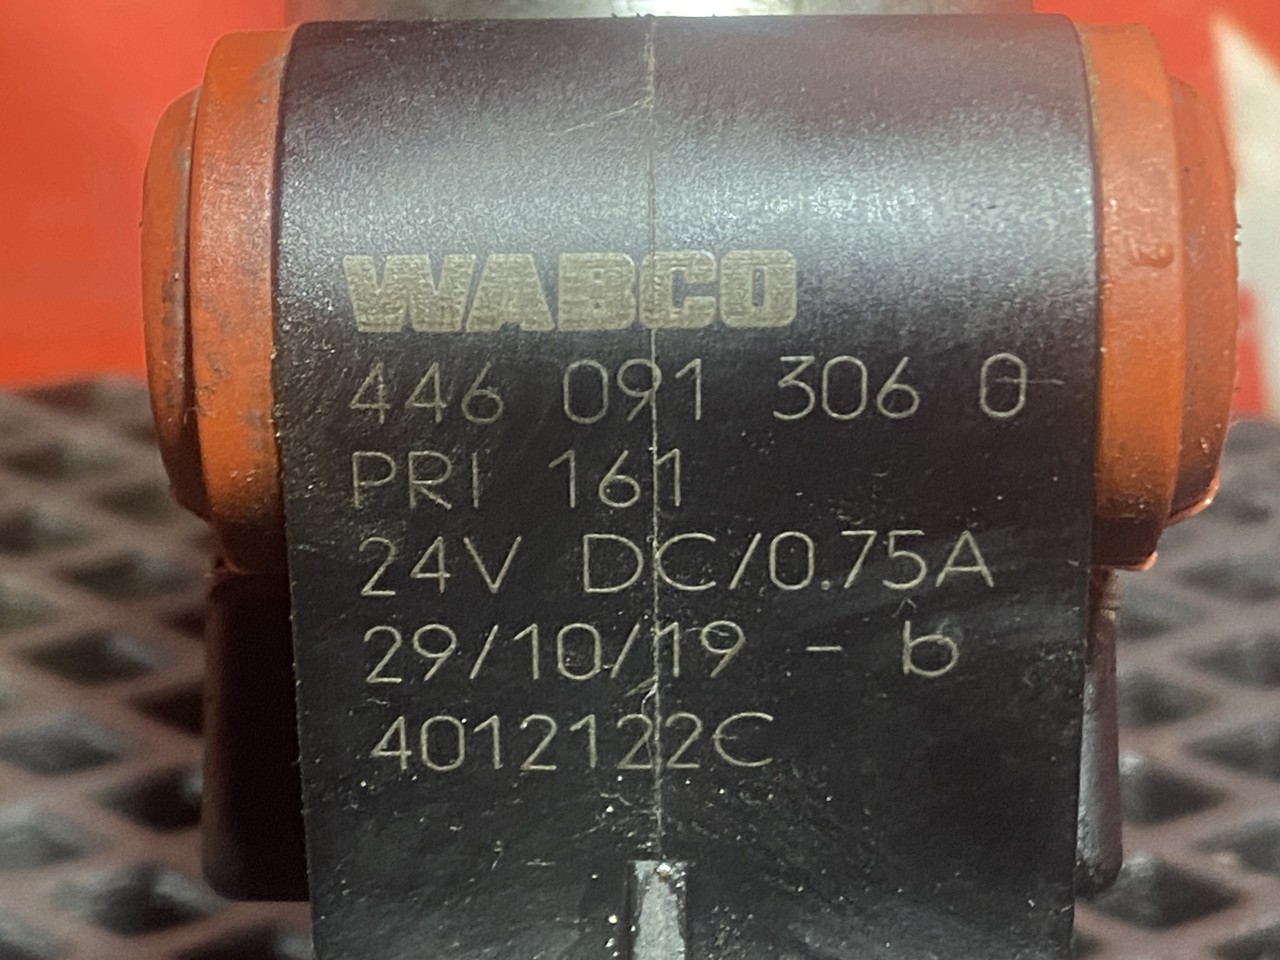 WABCO
446 091 306 0
PRI 161
24V DC/0.75A
29/10/19 - b
4012122C